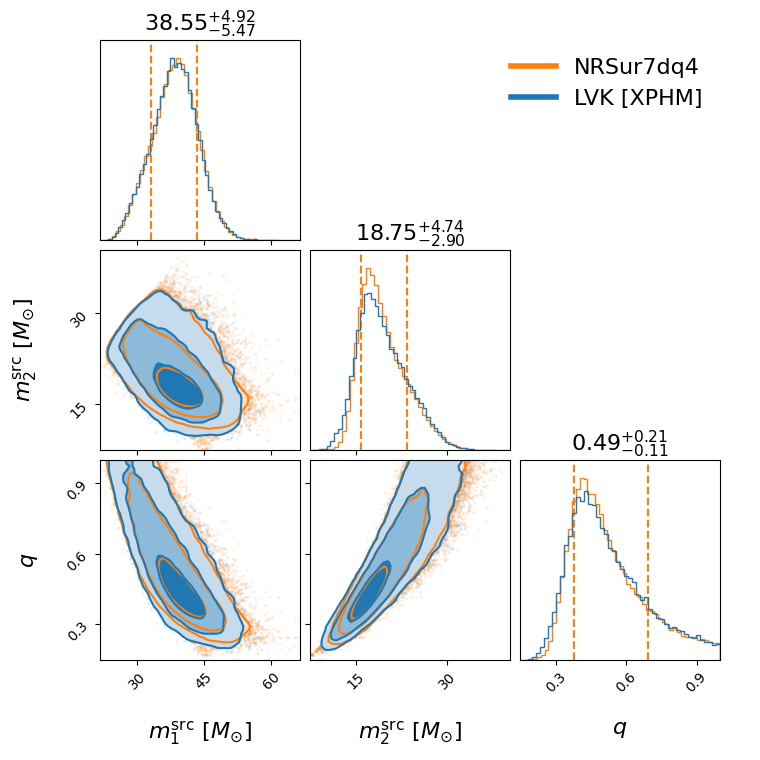 38.55+4.92−5.47
NRSur7dq4
LVK [XPHM]
18.75+4.74−2.90
30
15
m2src [M⊙]
0.49+0.21−0.11
0.9
0.6
0.3
q
30 45 60
15 30
0.3 0.6 0.9
m1src [M⊙]
m2src [M⊙]
q